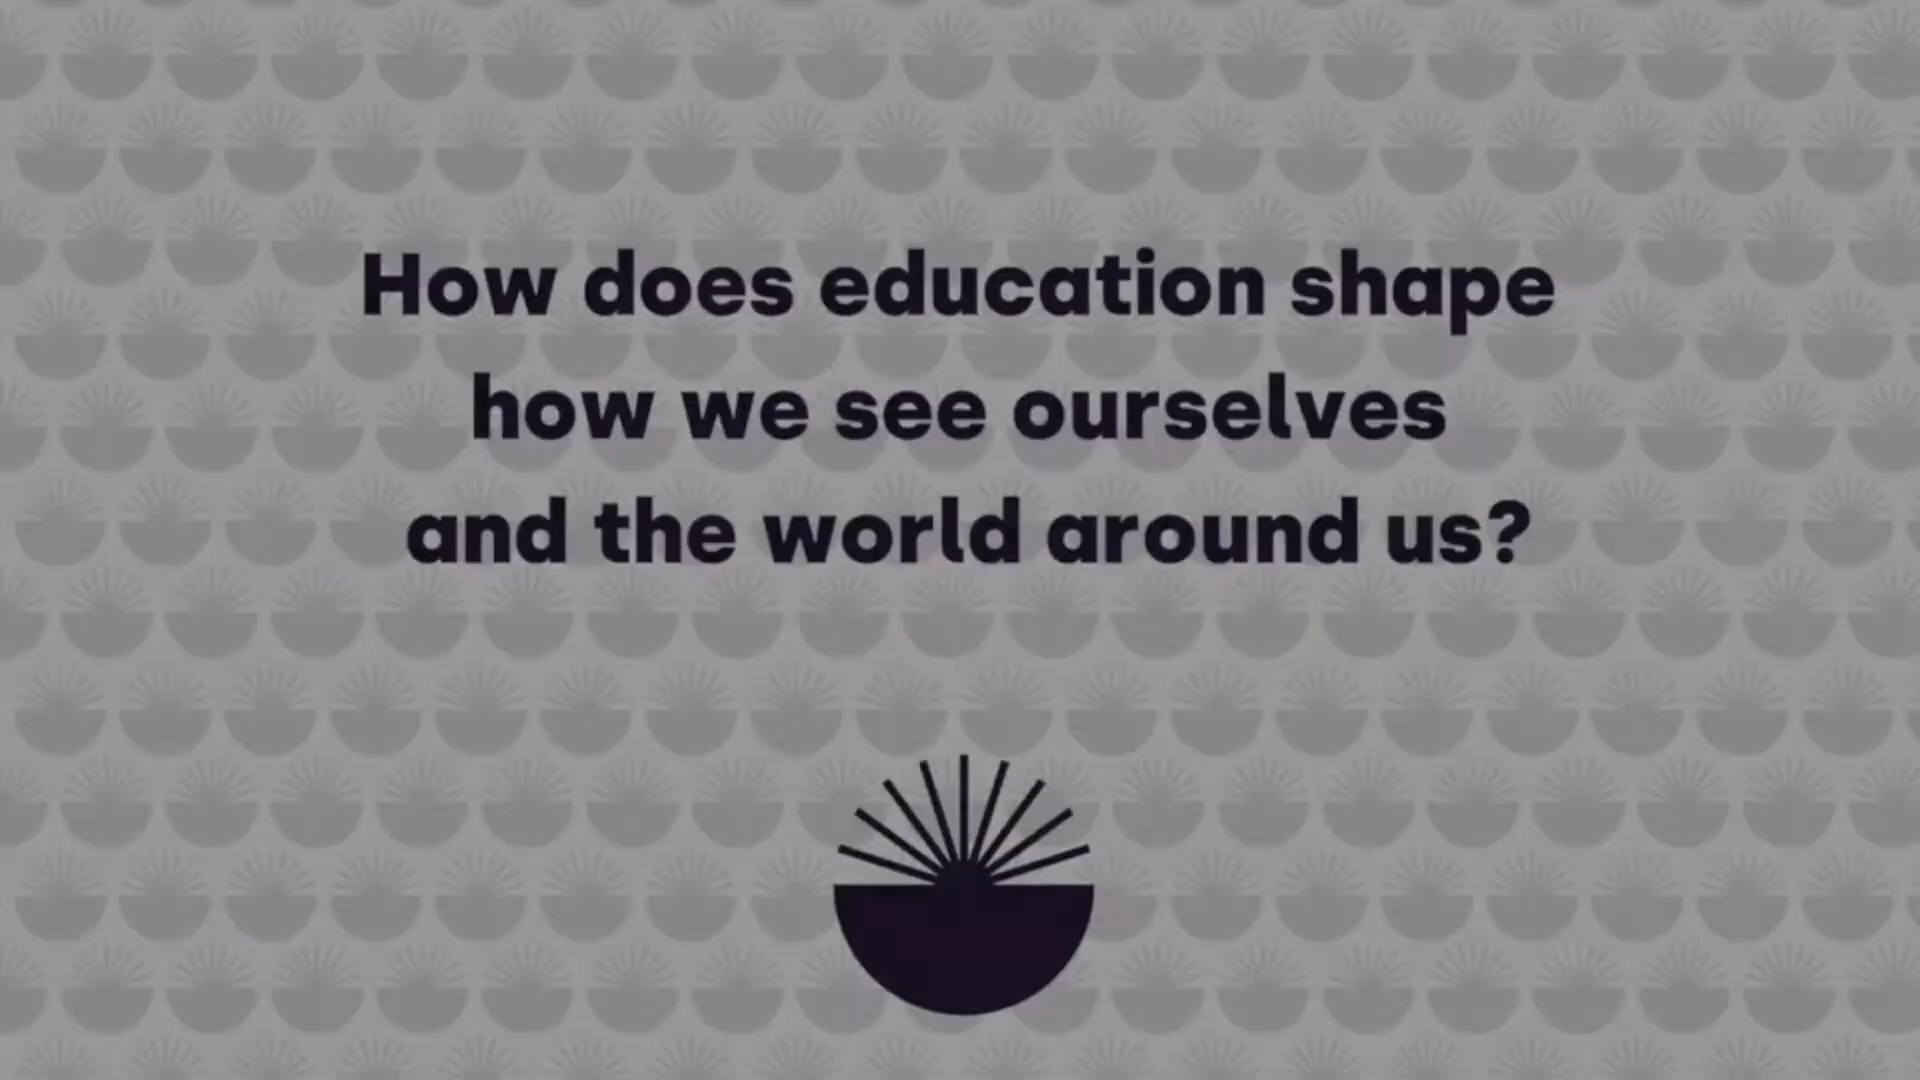 How does education shape
how we see ourselves
and the world around us?